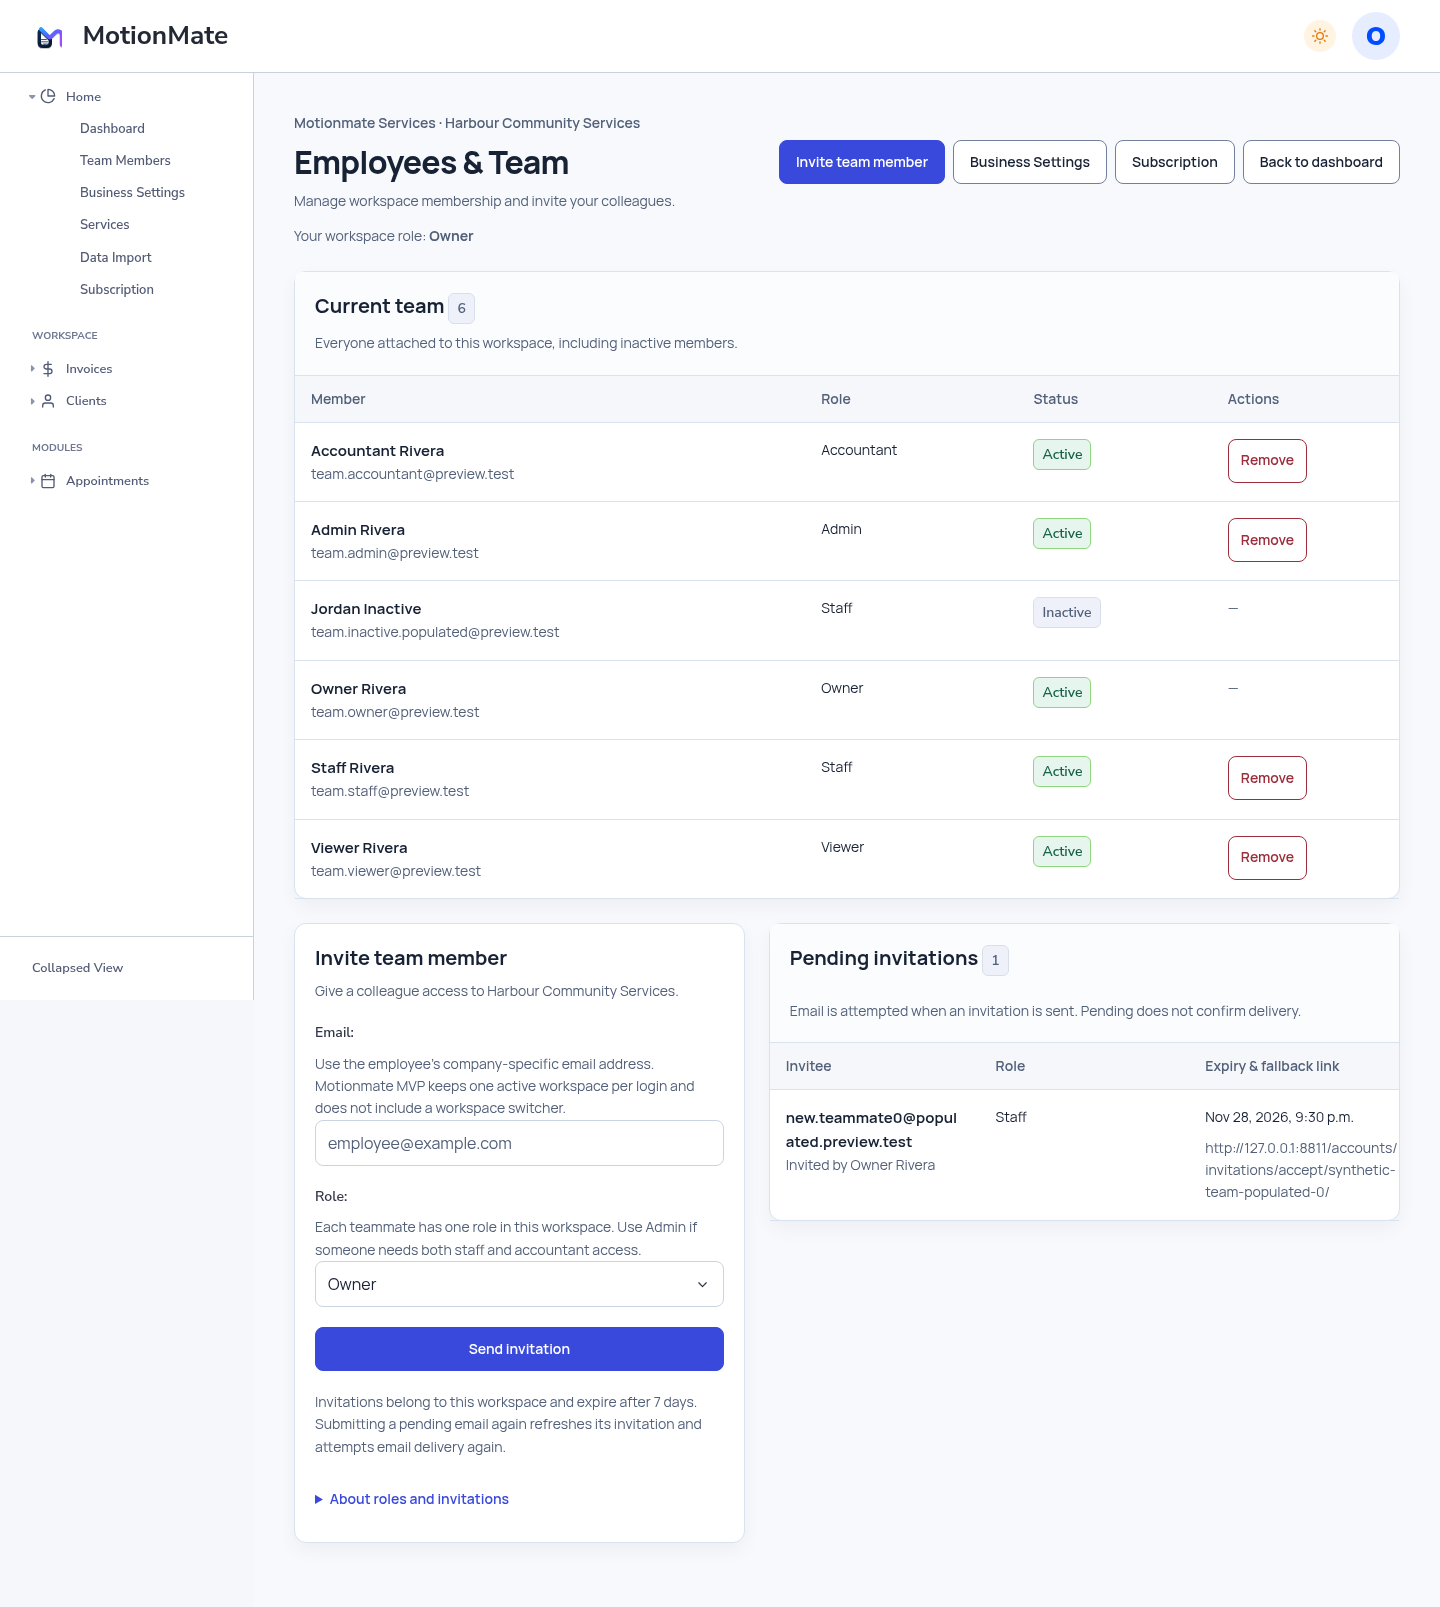 MotionMate
O
Home
Dashboard
Team Members
Business Settings
Services
Data Import
Subscription
WORKSPACE
Invoices
Clients
MODULES
Appointments
Collapsed View
Motionmate Services · Harbour Community Services
Employees & Team
Manage workspace membership and invite your colleagues.
Your workspace role: Owner
Invite team member
Business Settings
Subscription
Back to dashboard
Current team 6
Everyone attached to this workspace, including inactive members.
Member Role Status Actions
Accountant Rivera Accountant Active Remove
team.accountant@preview.test
Admin Rivera Admin Active Remove
team.admin@preview.test
Jordan Inactive Staff Inactive —
team.inactive.populated@preview.test
Owner Rivera Owner Active —
team.owner@preview.test
Staff Rivera Staff Active Remove
team.staff@preview.test
Viewer Rivera Viewer Active Remove
team.viewer@preview.test
Invite team member
Give a colleague access to Harbour Community Services.
Email:
Use the employee's company-specific email address.
Motionmate MVP keeps one active workspace per login and
does not include a workspace switcher.
employee@example.com
Role:
Each teammate has one role in this workspace. Use Admin if
someone needs both staff and accountant access.
Owner
Send invitation
Invitations belong to this workspace and expire after 7 days.
Submitting a pending email again refreshes its invitation and
attempts email delivery again.
About roles and invitations
Pending invitations 1
Email is attempted when an invitation is sent. Pending does not confirm delivery.
Invitee Role Expiry & fallback link
new.teammate0@popul
ated.preview.test
Invited by Owner Rivera
Staff
Nov 28, 2026, 9:30 p.m.
http://127.0.0.1:8811/accounts/
invitations/accept/synthetic-
team-populated-0/